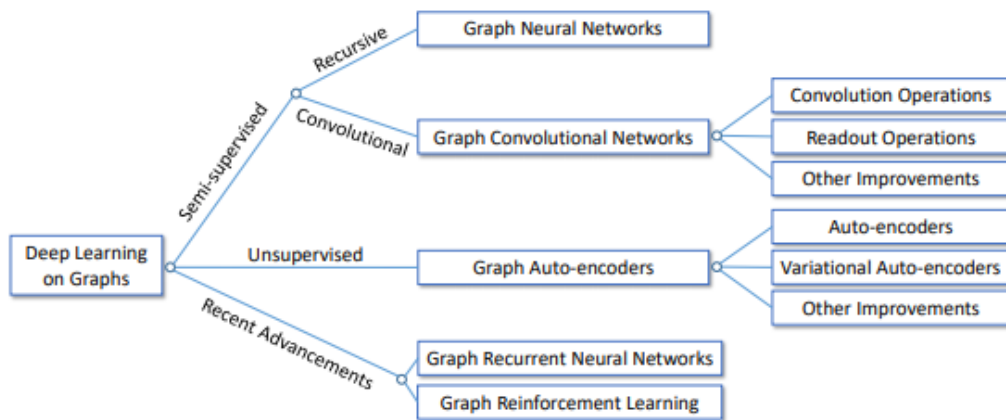 Deep Learning
on Graphs
Semi-supervised
Recursive
Graph Neural Networks
Convolutional
Graph Convolutional Networks
Convolution Operations
Readout Operations
Other Improvements
Unsupervised
Graph Auto-encoders
Auto-encoders
Variational Auto-encoders
Other Improvements
Recent Advancements
Graph Recurrent Neural Networks
Graph Reinforcement Learning